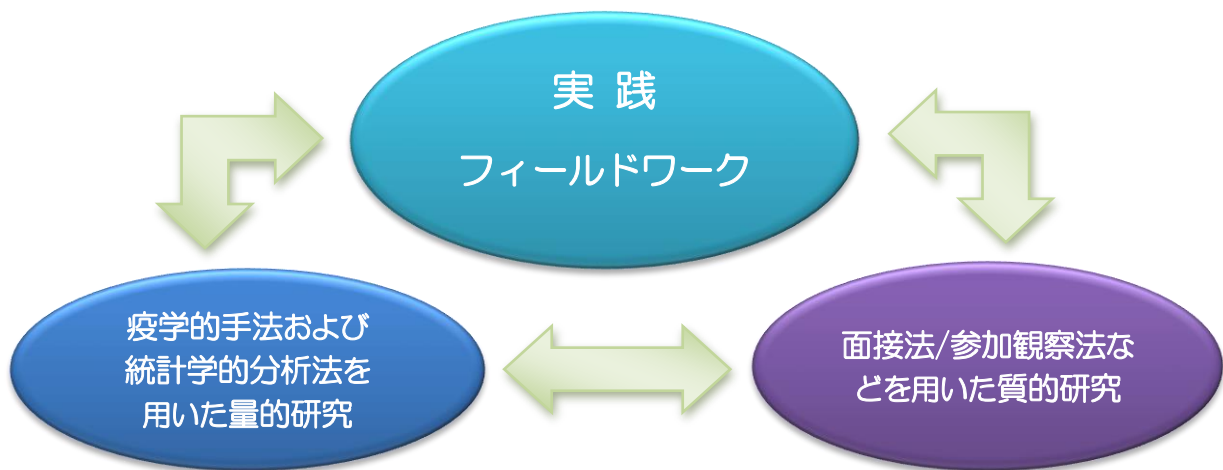 実 践
フィールドワーク
疫学的手法および
統計学的分析法を
用いた量的研究
面接法/参加観察法な
どを用いた質的研究